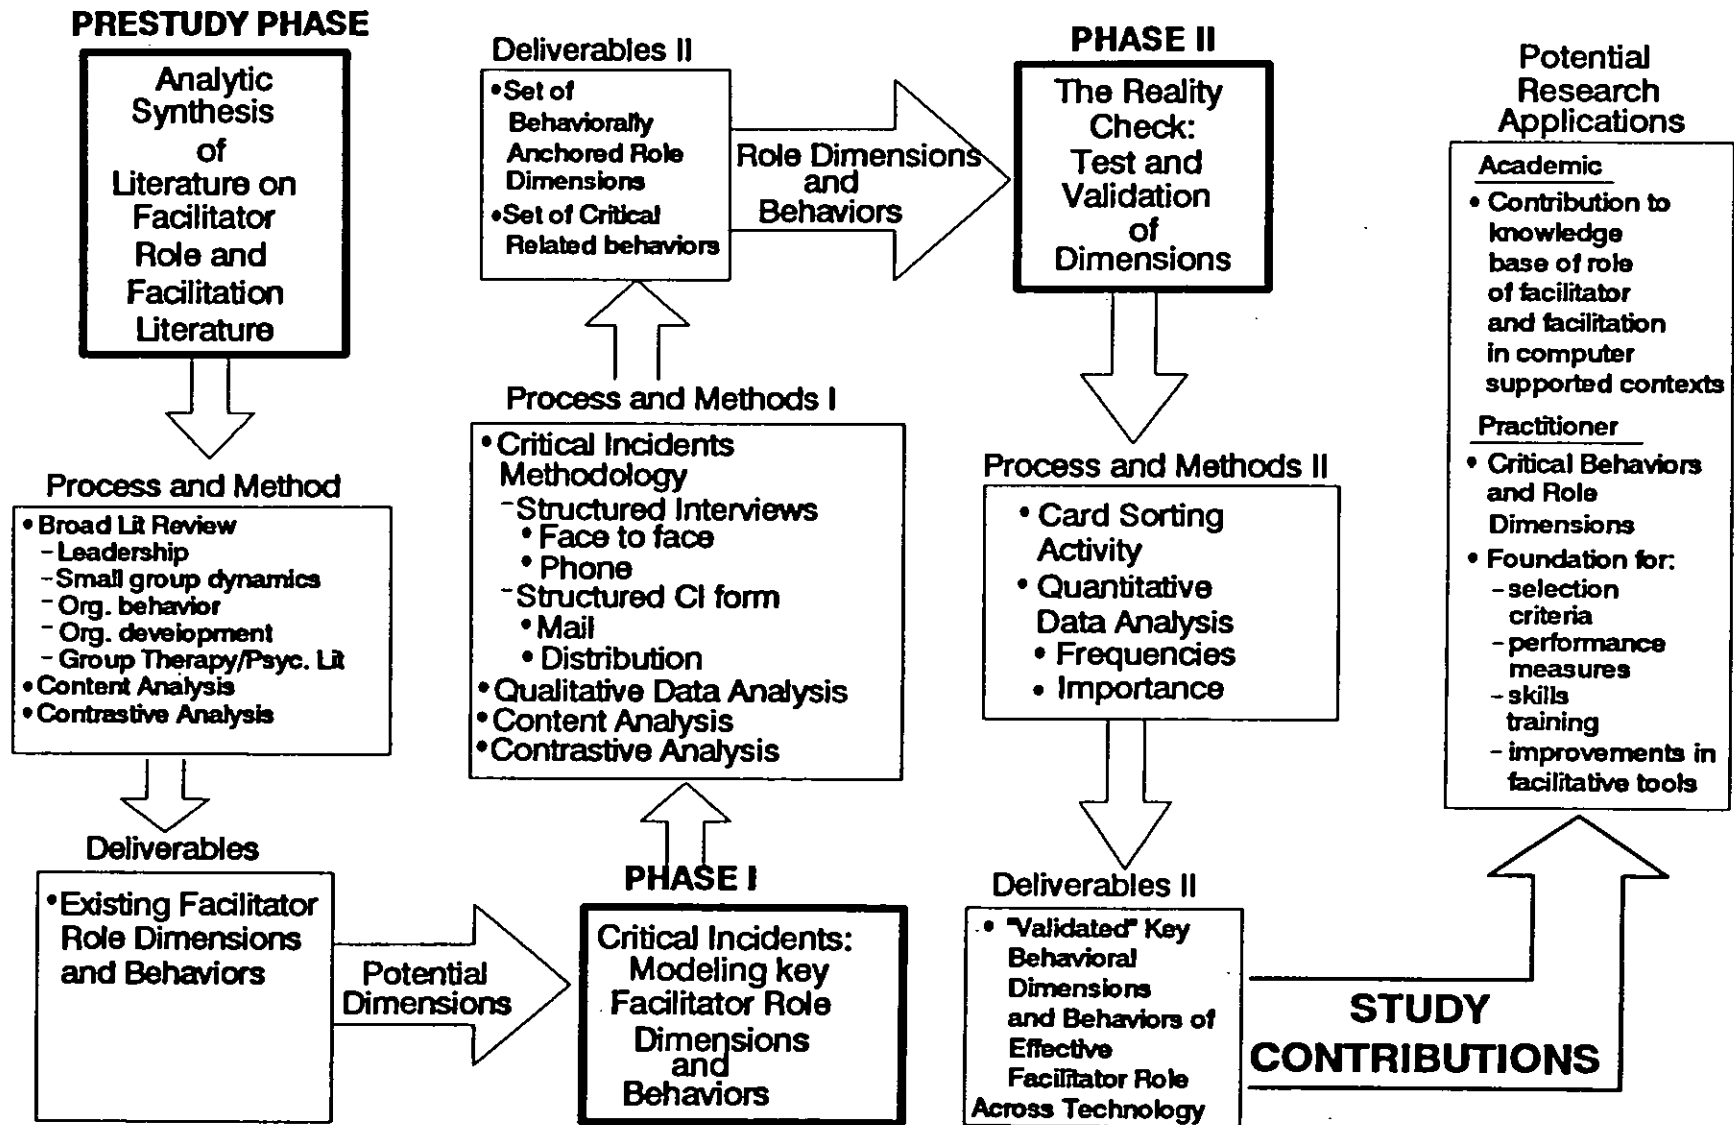 PRESTUDY PHASE
Analytic
Synthesis
of
Literature on
Facilitator
Role and
Facilitation
Literature
Process and Method
•Broad Lit Review
-Leadership
-Small group dynamics
-Org. behavior
-Org. development
-Group Therapy/Psyc. Lit
•Content Analysis
•Contrastive Analysis
Deliverables
•Existing Facilitator
Role Dimensions
and Behaviors
Potential
Dimensions
PHASE I
Critical Incidents:
Modeling key
Facilitator Role
Dimensions
and
Behaviors
Process and Methods I
•Critical Incidents
Methodology
-Structured Interviews
•Face to face
•Phone
-Structured CI form
•Mail
•Distribution
•Qualitative Data Analysis
•Content Analysis
•Contrastive Analysis
Deliverables II
•Set of
Behaviorally
Anchored Role
Dimensions
•Set of Critical
Related behaviors
Role Dimensions
and
Behaviors
PHASE II
The Reality
Check:
Test and
Validation
of
Dimensions
Process and Methods II
• Card Sorting
Activity
• Quantitative
Data Analysis
• Frequencies
• Importance
Deliverables II
• "Validated" Key
Behavioral
Dimensions
and Behaviors of
Effective
Facilitator Role
Across Technology
STUDY
CONTRIBUTIONS
Potential
Research
Applications
Academic
• Contribution to
knowledge
base of role
of facilitator
and facilitation
in computer
supported contexts
Practitioner
• Critical Behaviors
and Role
Dimensions
• Foundation for:
-selection
criteria
-performance
measures
-skills
training
-improvements in
facilitative tools